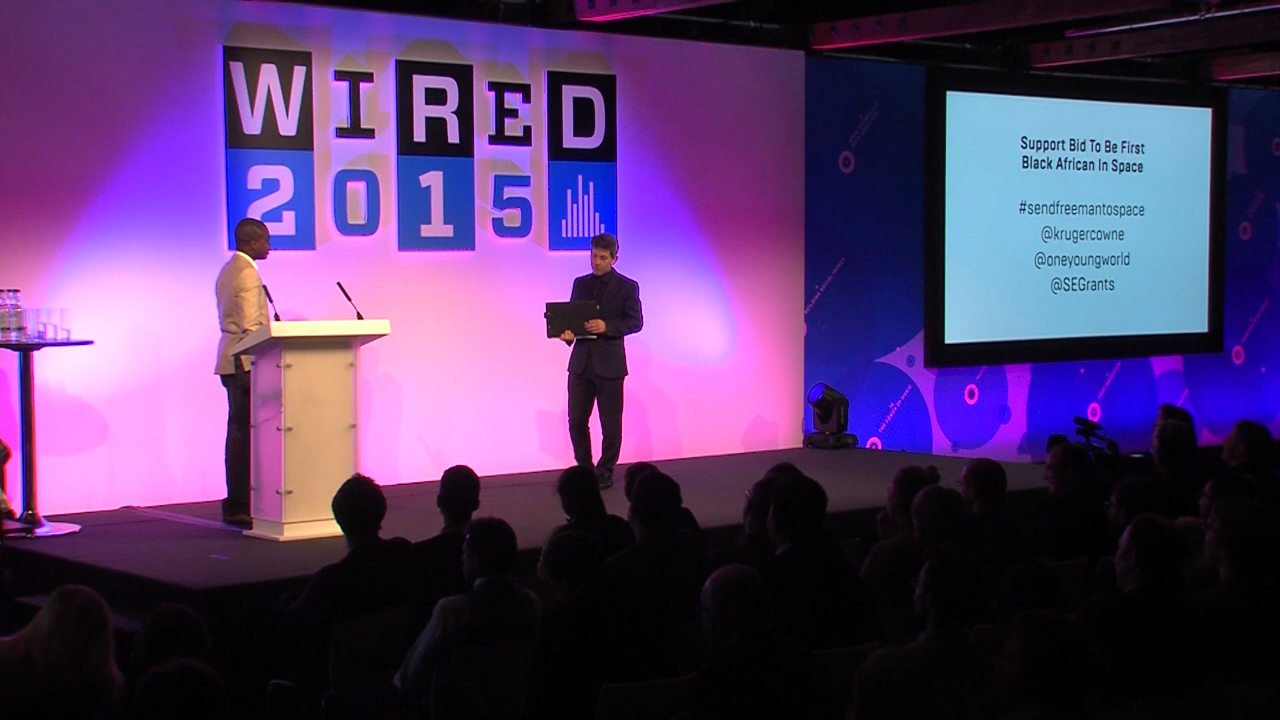 WIRED
2015
Support Bid To Be First
Black African In Space
#sendfreemantospace
@krugercowne
@oneyoungworld
@SEGrants